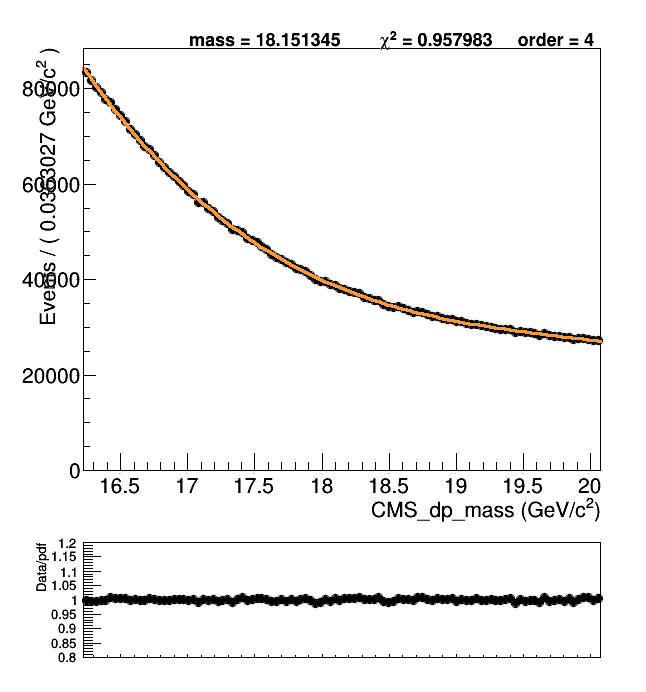 mass = 18.151345 χ² = 0.957983 order = 4
Events / ( GeV/c² )
80000
60000
40000
20000
0
16.5 17 17.5 18 18.5 19 19.5 20
CMS_dp_mass (GeV/c²)
Data/pdf
1.2
1.15
1.1
1.05
1
0.95
0.9
0.85
0.8